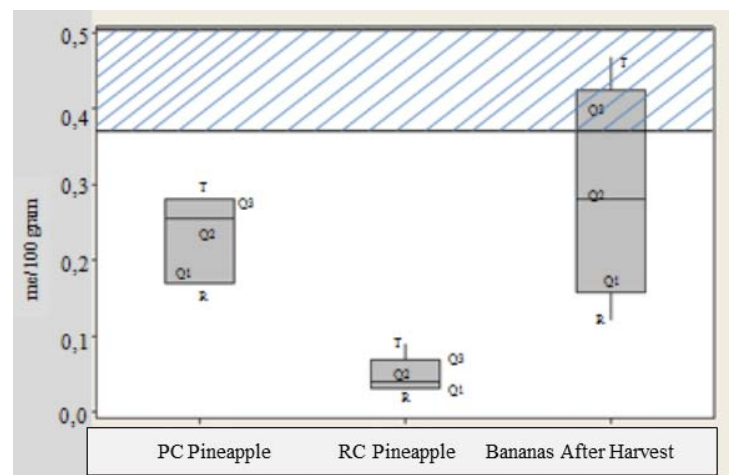 0,5
T
Q3
0,4
0,3
T
Q3
Q2
Q2
0,2
Q1
Q1
R
R
0,1
T
Q3
Q2
Q1
R
0,0
me/100 gram
PC Pineapple RC Pineapple Bananas After Harvest